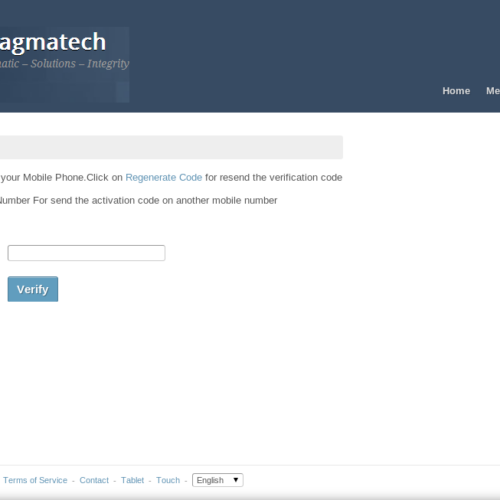 agmatech
atic – Solutions – Integrity
Home Me
your Mobile Phone.Click on Regenerate Code for resend the verification code
Number For send the activation code on another mobile number
Verify
Terms of Service - Contact - Tablet - Touch - English